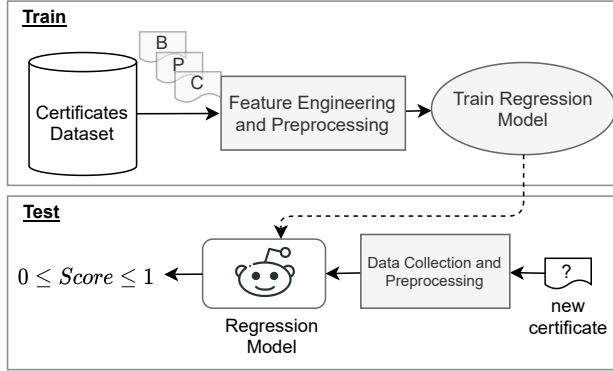 Train
B
P
C
Certificates
Dataset
Feature Engineering
and Preprocessing
Train Regression
Model
Test
0 ≤ Score ≤ 1
Regression
Model
Data Collection and
Preprocessing
?
new
certificate